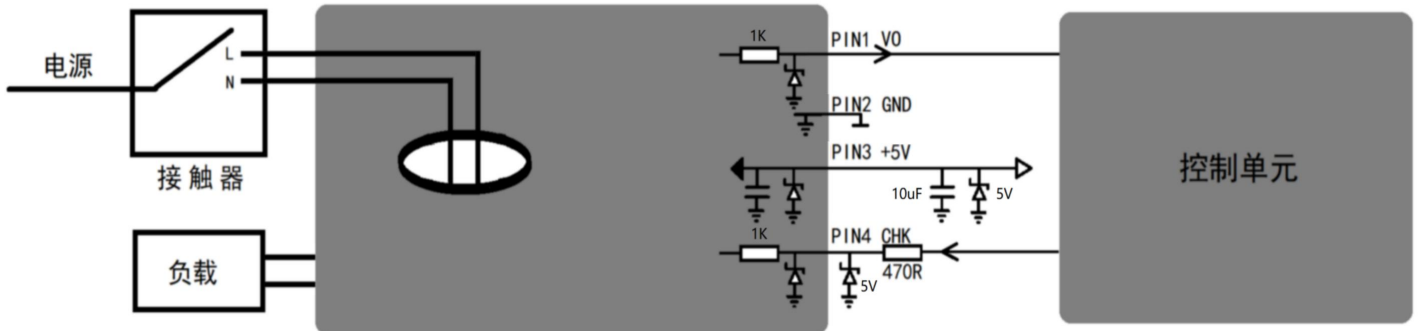 电源
L
N
接触器
负载
1K
PIN1 VO
PIN2 GND
PIN3 +5V
10uF
5V
1K
PIN4 CHK
470R
5V
控制单元